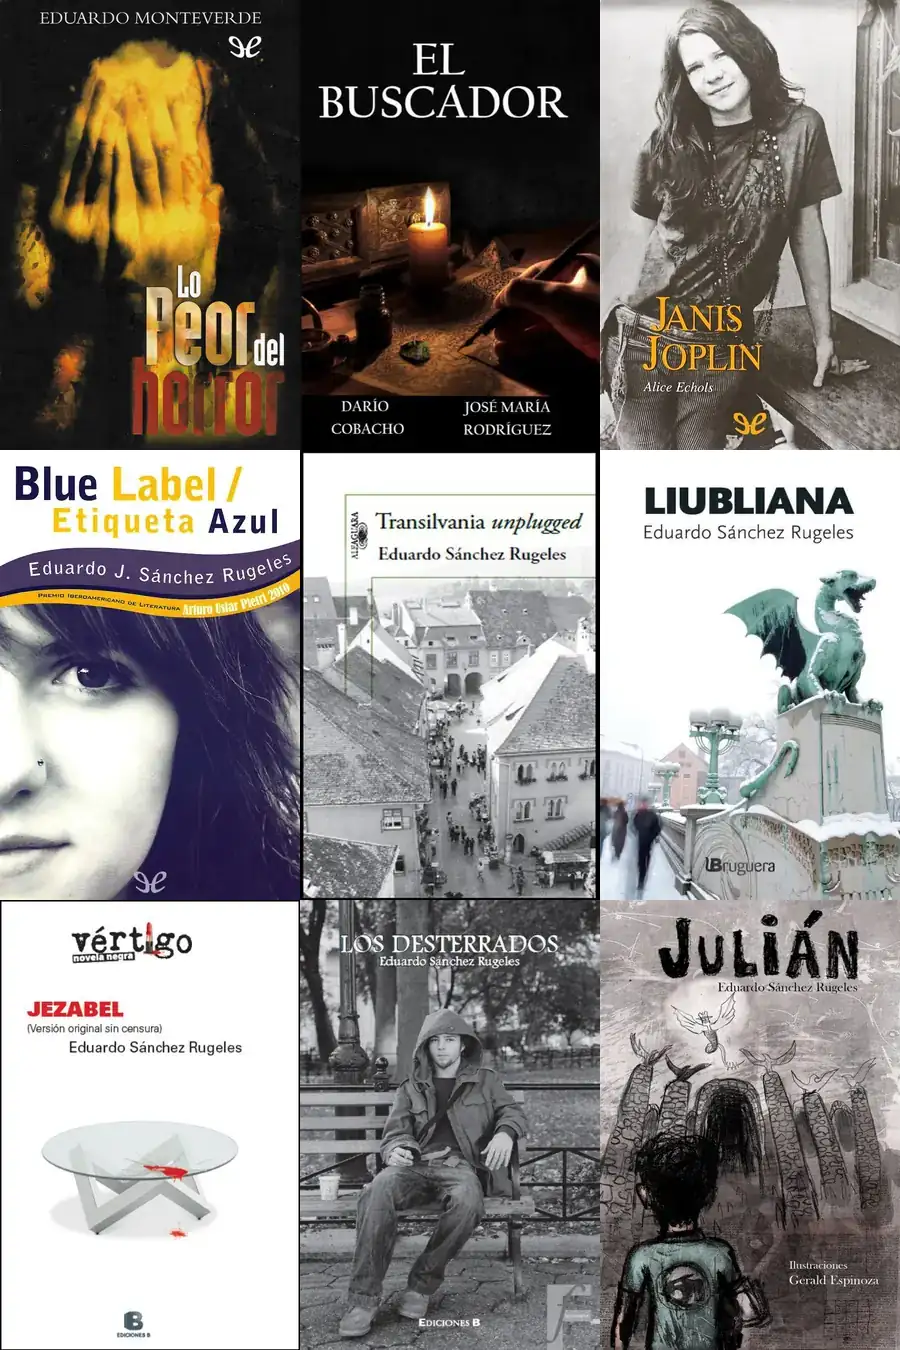 EDUARDO MONTEVERDE
Lo
Peor del
horror
EL
BUSCADOR
DARÍO
COBACHO
JOSÉ MARÍA
RODRÍGUEZ
JANIS
JOPLIN
Alice Echols
Blue Label /
Etiqueta Azul
Eduardo J. Sánchez Rugeles
PREMIO IBEROAMERICANO DE LITERATURA Arturo Uslar Pietri 2010
ALFAGUARA
Transilvania unplugged
Eduardo Sánchez Rugeles
LIUBLIANA
Eduardo Sánchez Rugeles
Bruguera
vértigo
novela negra
JEZABEL
(Versión original sin censura)
Eduardo Sánchez Rugeles
B
EDICIONES B
LOS DESTERRADOS
Eduardo Sánchez Rugeles
EDICIONES B
JULIÁN
Eduardo Sánchez Rugeles
Ilustraciones
Gerald Espinoza